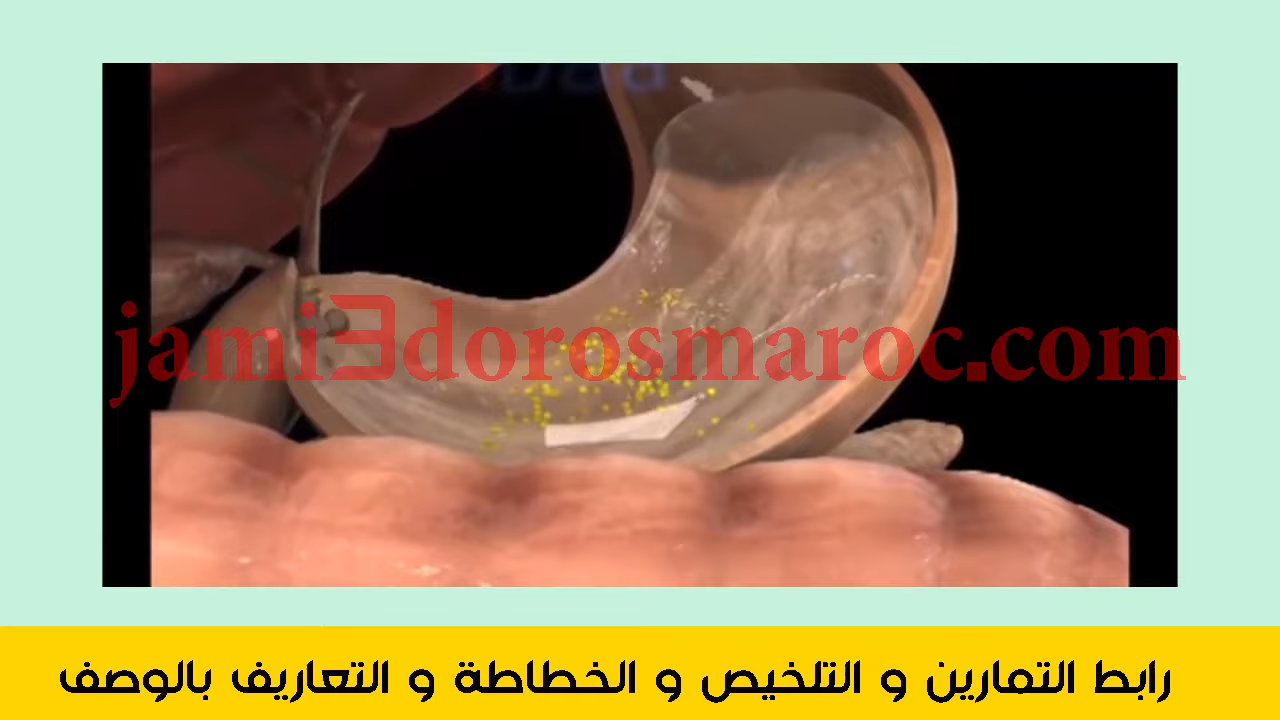 jami3dorosmaroc.com
رابط التمارين و التلخيص و الخطاطة و التعاريف بالوصف